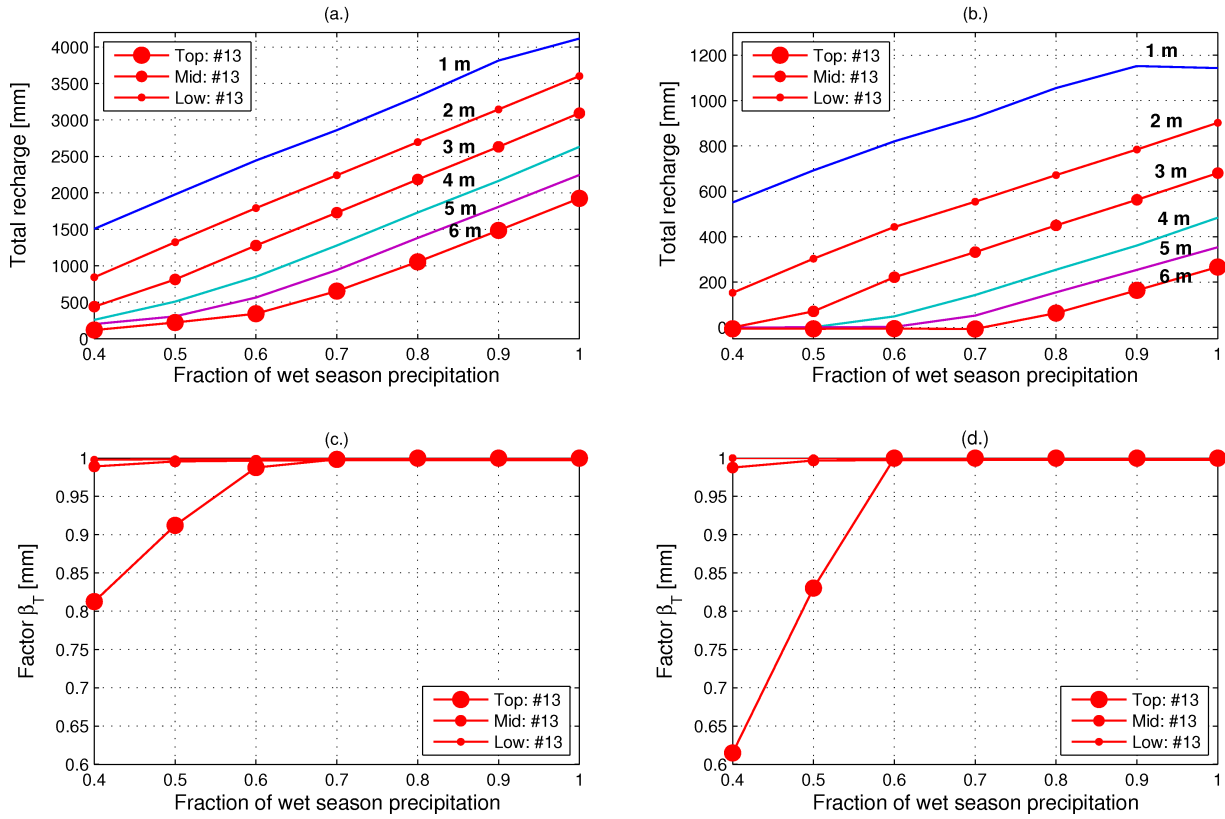 (a.)
Total recharge [mm]
4000
3500
3000
2500
2000
1500
1000
500
0
Top: #13
Mid: #13
Low: #13
1 m
2 m
3 m
4 m
5 m
6 m
0.4 0.5 0.6 0.7 0.8 0.9 1
Fraction of wet season precipitation
(b.)
Total recharge [mm]
1200
1000
800
600
400
200
0
Top: #13
Mid: #13
Low: #13
1 m
2 m
3 m
4 m
5 m
6 m
0.4 0.5 0.6 0.7 0.8 0.9 1
Fraction of wet season precipitation
(c.)
Factor β_T [mm]
1
0.95
0.9
0.85
0.8
0.75
0.7
0.65
0.6
Top: #13
Mid: #13
Low: #13
0.4 0.5 0.6 0.7 0.8 0.9 1
Fraction of wet season precipitation
(d.)
Factor β_T [mm]
1
0.95
0.9
0.85
0.8
0.75
0.7
0.65
0.6
Top: #13
Mid: #13
Low: #13
0.4 0.5 0.6 0.7 0.8 0.9 1
Fraction of wet season precipitation